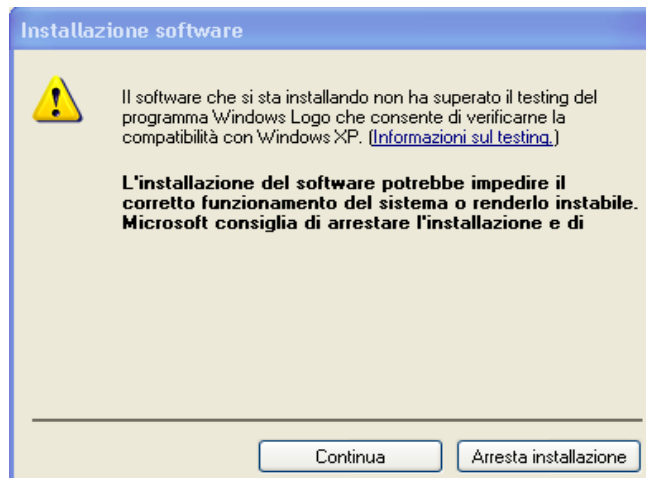 Installazione software
Il software che si sta installando non ha superato il testing del
programma Windows Logo che consente di verificarne la
compatibilità con Windows XP. (Informazioni sul testing.)
L'installazione del software potrebbe impedire il
corretto funzionamento del sistema o renderlo instabile.
Microsoft consiglia di arrestare l'installazione e di
Continua
Arresta installazione